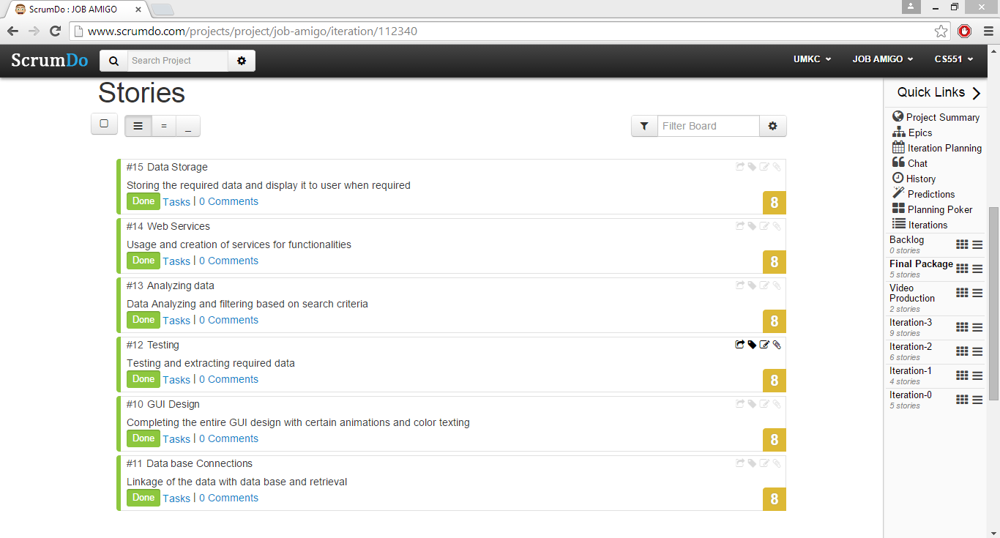 ScrumDo : JOB AMIGO
www.scrumdo.com/projects/project/job-amigo/iteration/112340
ScrumDo
Search Project
UMKC
JOB AMIGO
CS551
Stories
Filter Board
#15 Data Storage
Storing the required data and display it to user when required
Done Tasks | 0 Comments
8
#14 Web Services
Usage and creation of services for functionalities
Done Tasks | 0 Comments
8
#13 Analyzing data
Data Analyzing and filtering based on search criteria
Done Tasks | 0 Comments
8
#12 Testing
Testing and extracting required data
Done Tasks | 0 Comments
8
#10 GUI Design
Completing the entire GUI design with certain animations and color texting
Done Tasks | 0 Comments
8
#11 Data base Connections
Linkage of the data with data base and retrieval
Done Tasks | 0 Comments
8
Quick Links
Project Summary
Epics
Iteration Planning
Chat
History
Predictions
Planning Poker
Iterations
Backlog
0 stories
Final Package
5 stories
Video
Production
2 stories
Iteration-3
9 stories
Iteration-2
6 stories
Iteration-1
4 stories
Iteration-0
5 stories